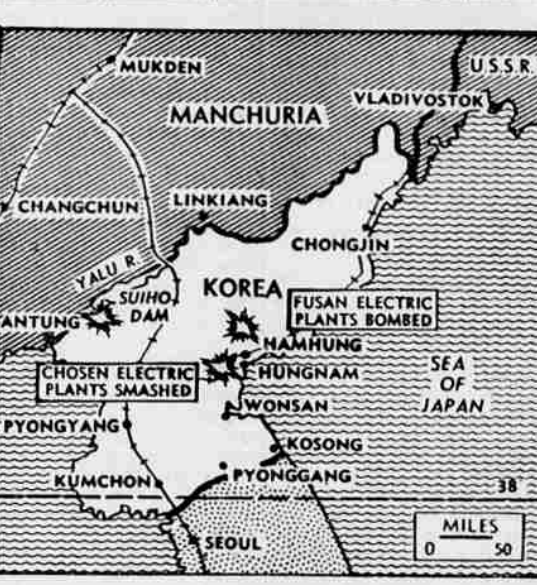 MUKDEN
U.S.S.R.
VLADIVOSTOK
MANCHURIA
CHANGCHUN
LINKIANG
CHONGJIN
YALU R.
SUIHO
DAM
KOREA
FUSAN ELECTRIC
PLANTS BOMBED
ANTUNG
HAMHUNG
CHOSEN ELECTRIC
PLANTS SMASHED
HUNGNAM
SEA
OF
JAPAN
WONSAN
PYONGYANG
KOSONG
PYONGGANG
KUMCHON
38°
MILES
0 50
SEOUL